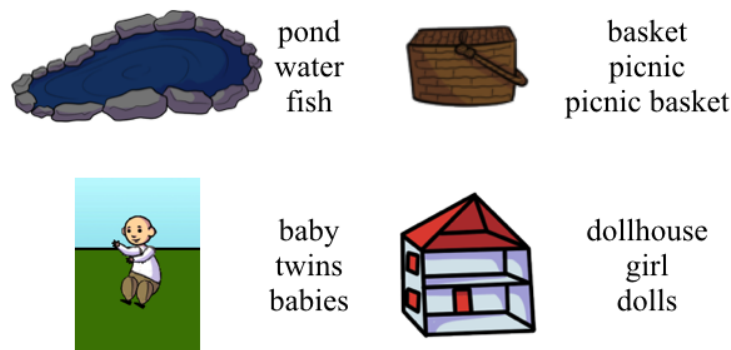 pond
water
fish
basket
picnic
picnic basket
baby
twins
babies
dollhouse
girl
dolls